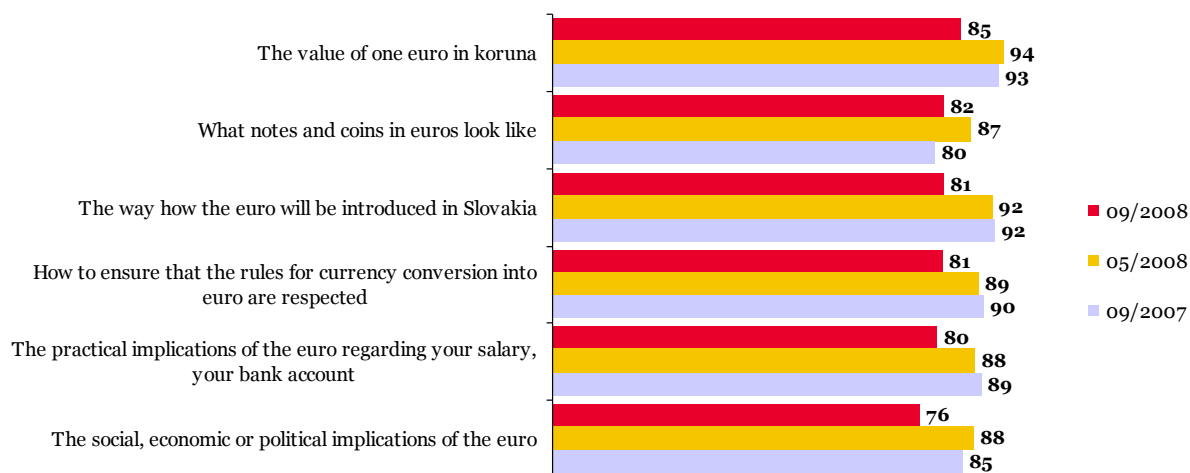 The value of one euro in koruna
85
94
93
What notes and coins in euros look like
82
87
80
The way how the euro will be introduced in Slovakia
81
92
92
How to ensure that the rules for currency conversion into
euro are respected
81
89
90
The practical implications of the euro regarding your salary,
your bank account
80
88
89
The social, economic or political implications of the euro
76
88
85
09/2008
05/2008
09/2007